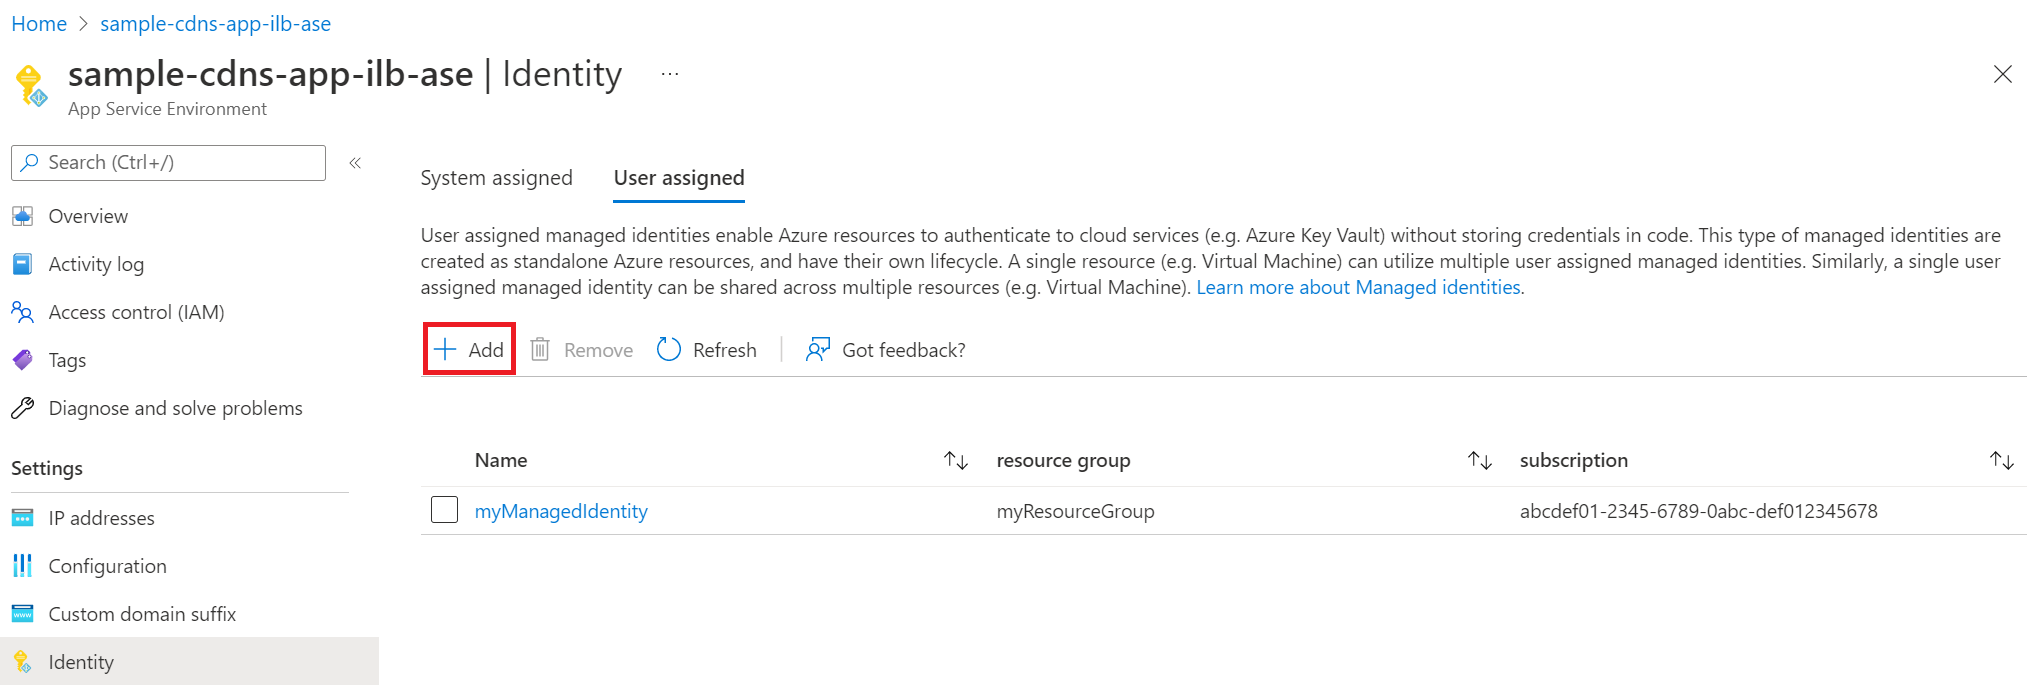 Home > sample-cdns-app-ilb-ase
sample-cdns-app-ilb-ase | Identity ...
App Service Environment
Search (Ctrl+/) «
Overview
Activity log
Access control (IAM)
Tags
Diagnose and solve problems
Settings
IP addresses
Configuration
Custom domain suffix
Identity
System assigned User assigned
User assigned managed identities enable Azure resources to authenticate to cloud services (e.g. Azure Key Vault) without storing credentials in code. This type of managed identities are
created as standalone Azure resources, and have their own lifecycle. A single resource (e.g. Virtual Machine) can utilize multiple user assigned managed identities. Similarly, a single user
assigned managed identity can be shared across multiple resources (e.g. Virtual Machine). Learn more about Managed identities.
Add Remove Refresh | Got feedback?
Name resource group subscription
myManagedIdentity myResourceGroup abcdef01-2345-6789-0abc-def012345678